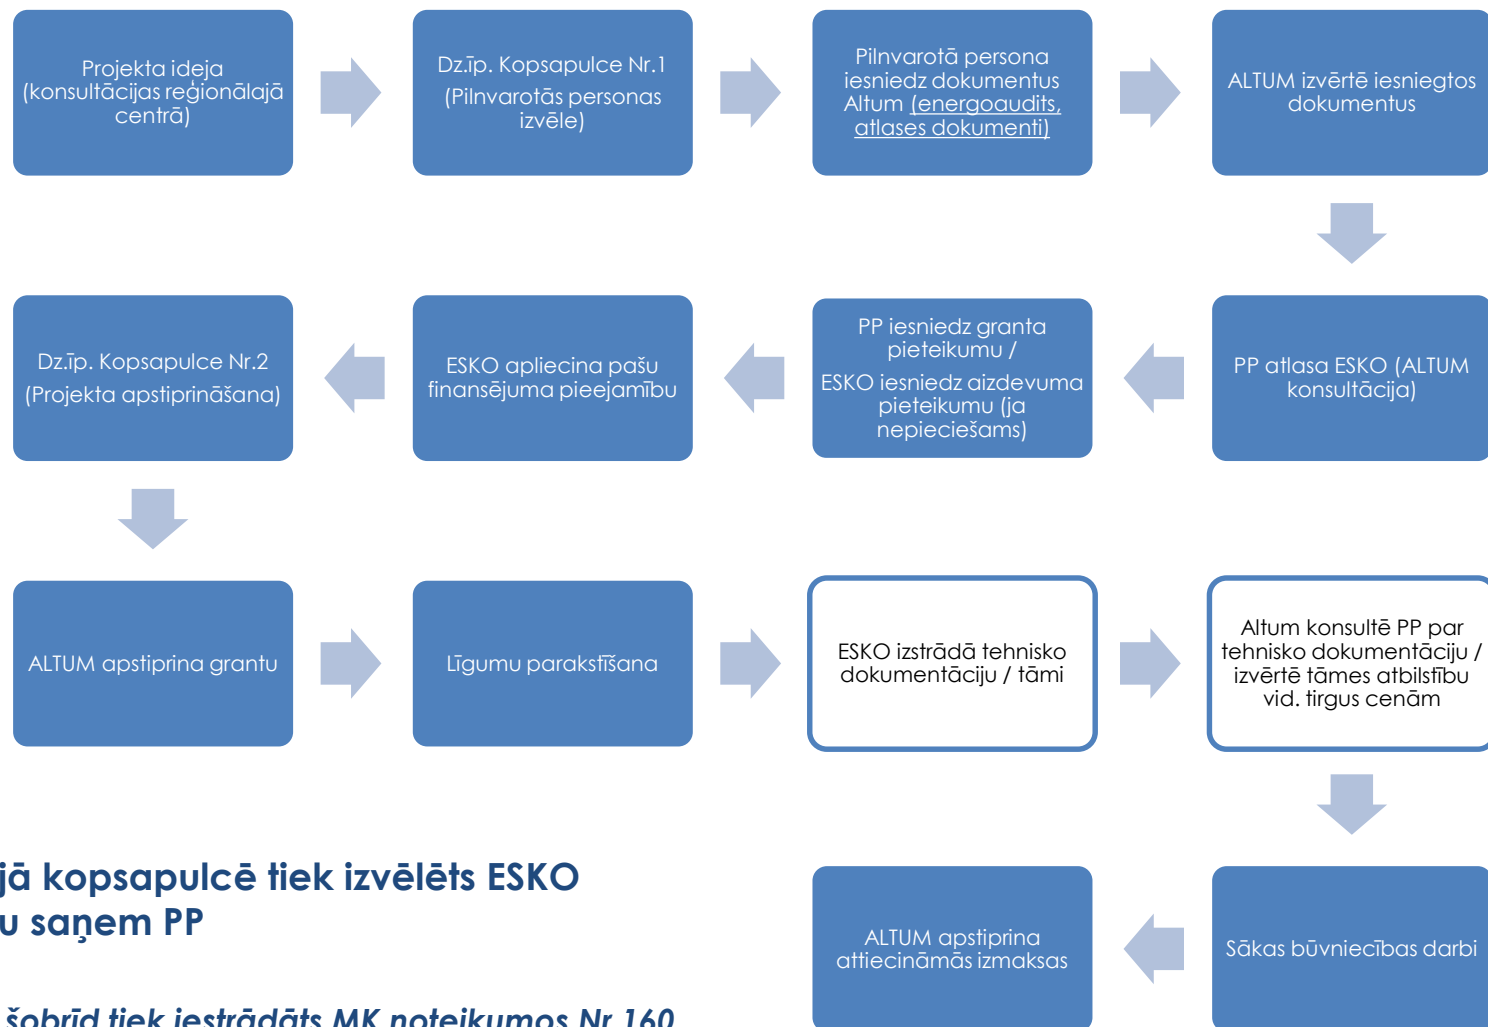 Projekta ideja
(konsultācijas reģionālajā
centrā)
Dz.īp. Kopsapulce Nr.1
(Pilnvarotās personas
izvēle)
Pilnvarotā persona
iesniedz dokumentus
Altum (energoaudits,
atlases dokumenti)
ALTUM izvērtē iesniegtos
dokumentus
PP atlasa ESKO (ALTUM
konsultācija)
PP iesniedz granta
pieteikumu /
ESKO iesniedz aizdevuma
pieteikumu (ja
nepieciešams)
ESKO apliecina pašu
finansējuma pieejamību
Dz.īp. Kopsapulce Nr.2
(Projekta apstiprināšana)
ALTUM apstiprina grantu
Līgumu parakstīšana
ESKO izstrādā tehnisko
dokumentāciju / tāmi
Altum konsultē PP par
tehnisko dokumentāciju /
izvērtē tāmes atbilstību
vid. tirgus cenām
Sākas būvniecības darbi
ALTUM apstiprina
attiecināmās izmaksas
jā kopsapulcē tiek izvēlēts ESKO
u saņem PP
šobrīd tiek iestrādāts MK noteikumos Nr.160